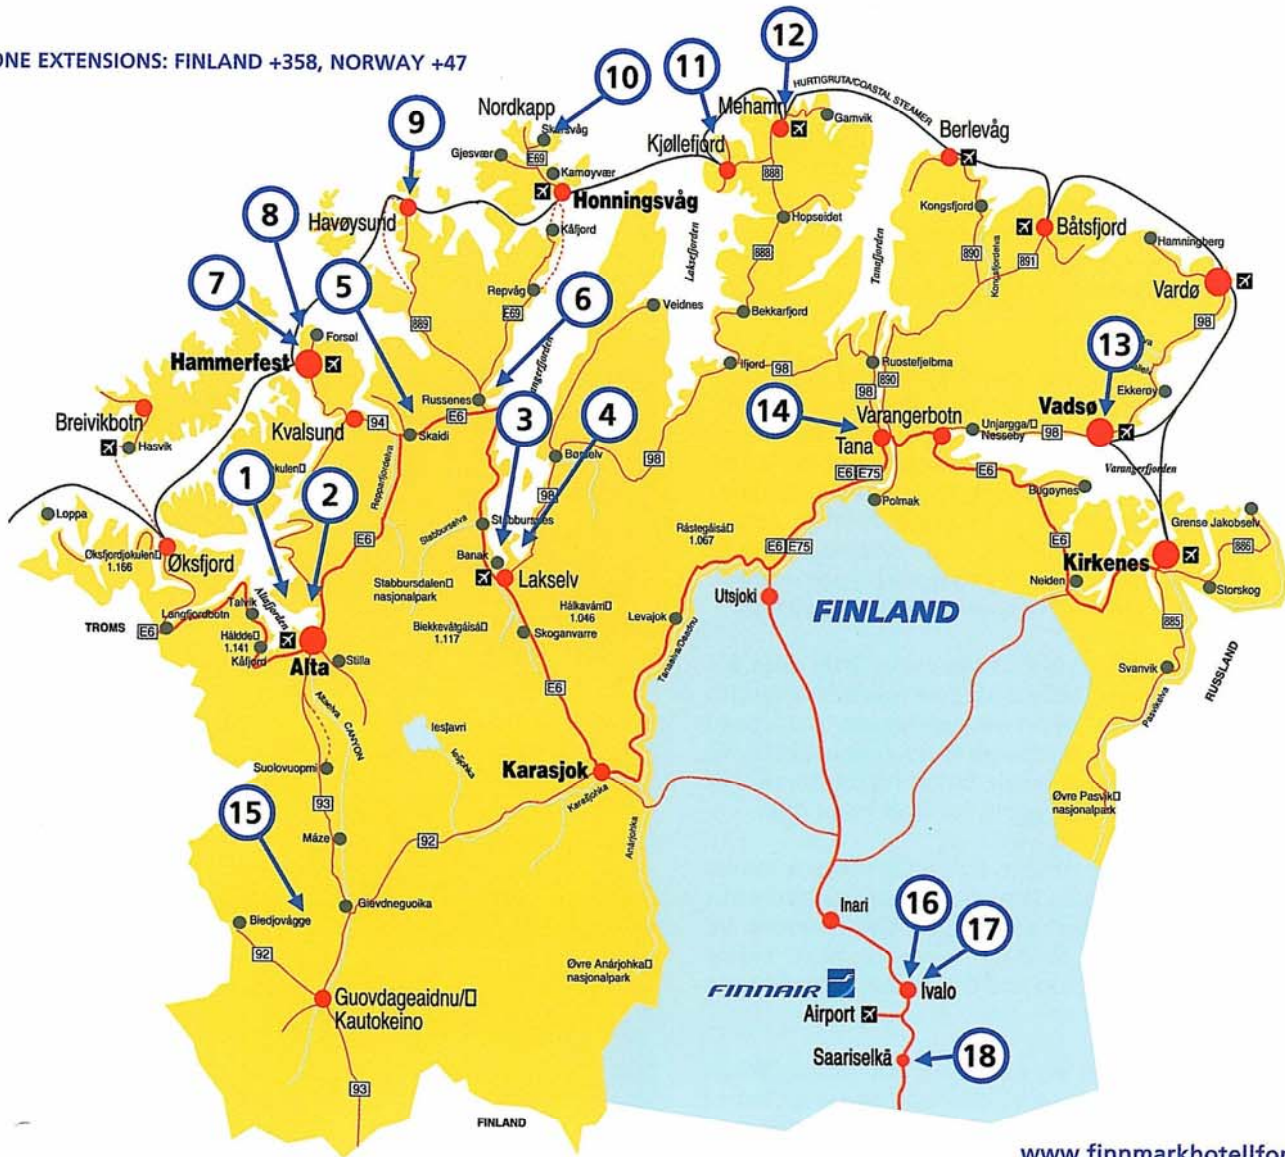 ONE EXTENSIONS: FINLAND +358, NORWAY +47
12
11
10
HURTIGRUTA/COASTAL STEAMER
Nordkapp
Mehamn
Gamvik
9
Skarsvåg
Berlevåg
Gjesvær
E69
Kjøllefjord
Kamøyvær
888
Honningsvåg
Kongsfjord
8
Havøysund
Hopseidet
Båtsfjord
Kåfjord
Hamningberg
Laksefjorden
Tanafjorden
890
Kongsfjordelva
891
888
7
5
6
Repvåg
Veidnes
Vardø
889
E69
Bekkarfjord
98
Forsøl
13
Hammerfest
Ifjord
98
Ruostefjelbma
890
98
Ekkerøy
Russenes
3
4
14
Varangerbotn
Vadsø
Breivikbotn
E6
Kvalsund
94
Skaidi
Tana
Unjargga/
Nesseby
98
Hasvik
Børselv
98
Varangerfjorden
1
2
Repparfjordelva
98
E6 E75
E6
Bugøynes
Loppa
E6
Stabburselva
Polmak
Grense Jakobselv
Øksfjordjøkulen
1.166
Øksfjord
Banak
Råstegáisá
1.067
E6 E75
E6
886
Kirkenes
Lakselv
Altafjorden
Stabbursdalen
nasjonalpark
Neiden
Storskog
Langfjordbotn
Talvik
Hálkavárri
1.046
Utsjoki
FINLAND
TROMS
E6
Levajok
885
Háldde
1.141
1.117
Skoganvarre
Kåfjord
Alta
Stilla
Tanaelva/Deadnu
Svanvik
RUSSLAND
E6
Altaelva
CANYON
Iesjavri
Iešjohka
Pasvikelva
Suolovuopmi
Karasjok
Karasjohka
93
Øvre Pasvik
nasjonalpark
15
Máze
92
Anárjohka
Gievdneguoika
16
Biedjovágge
Inari
17
92
Øvre Anárjohka
nasjonalpark
FINNAIR
Ivalo
Guovdageaidnu/
Kautokeino
Airport
Saariselkä
18
93
FINLAND
www.finnmarkhotellfo